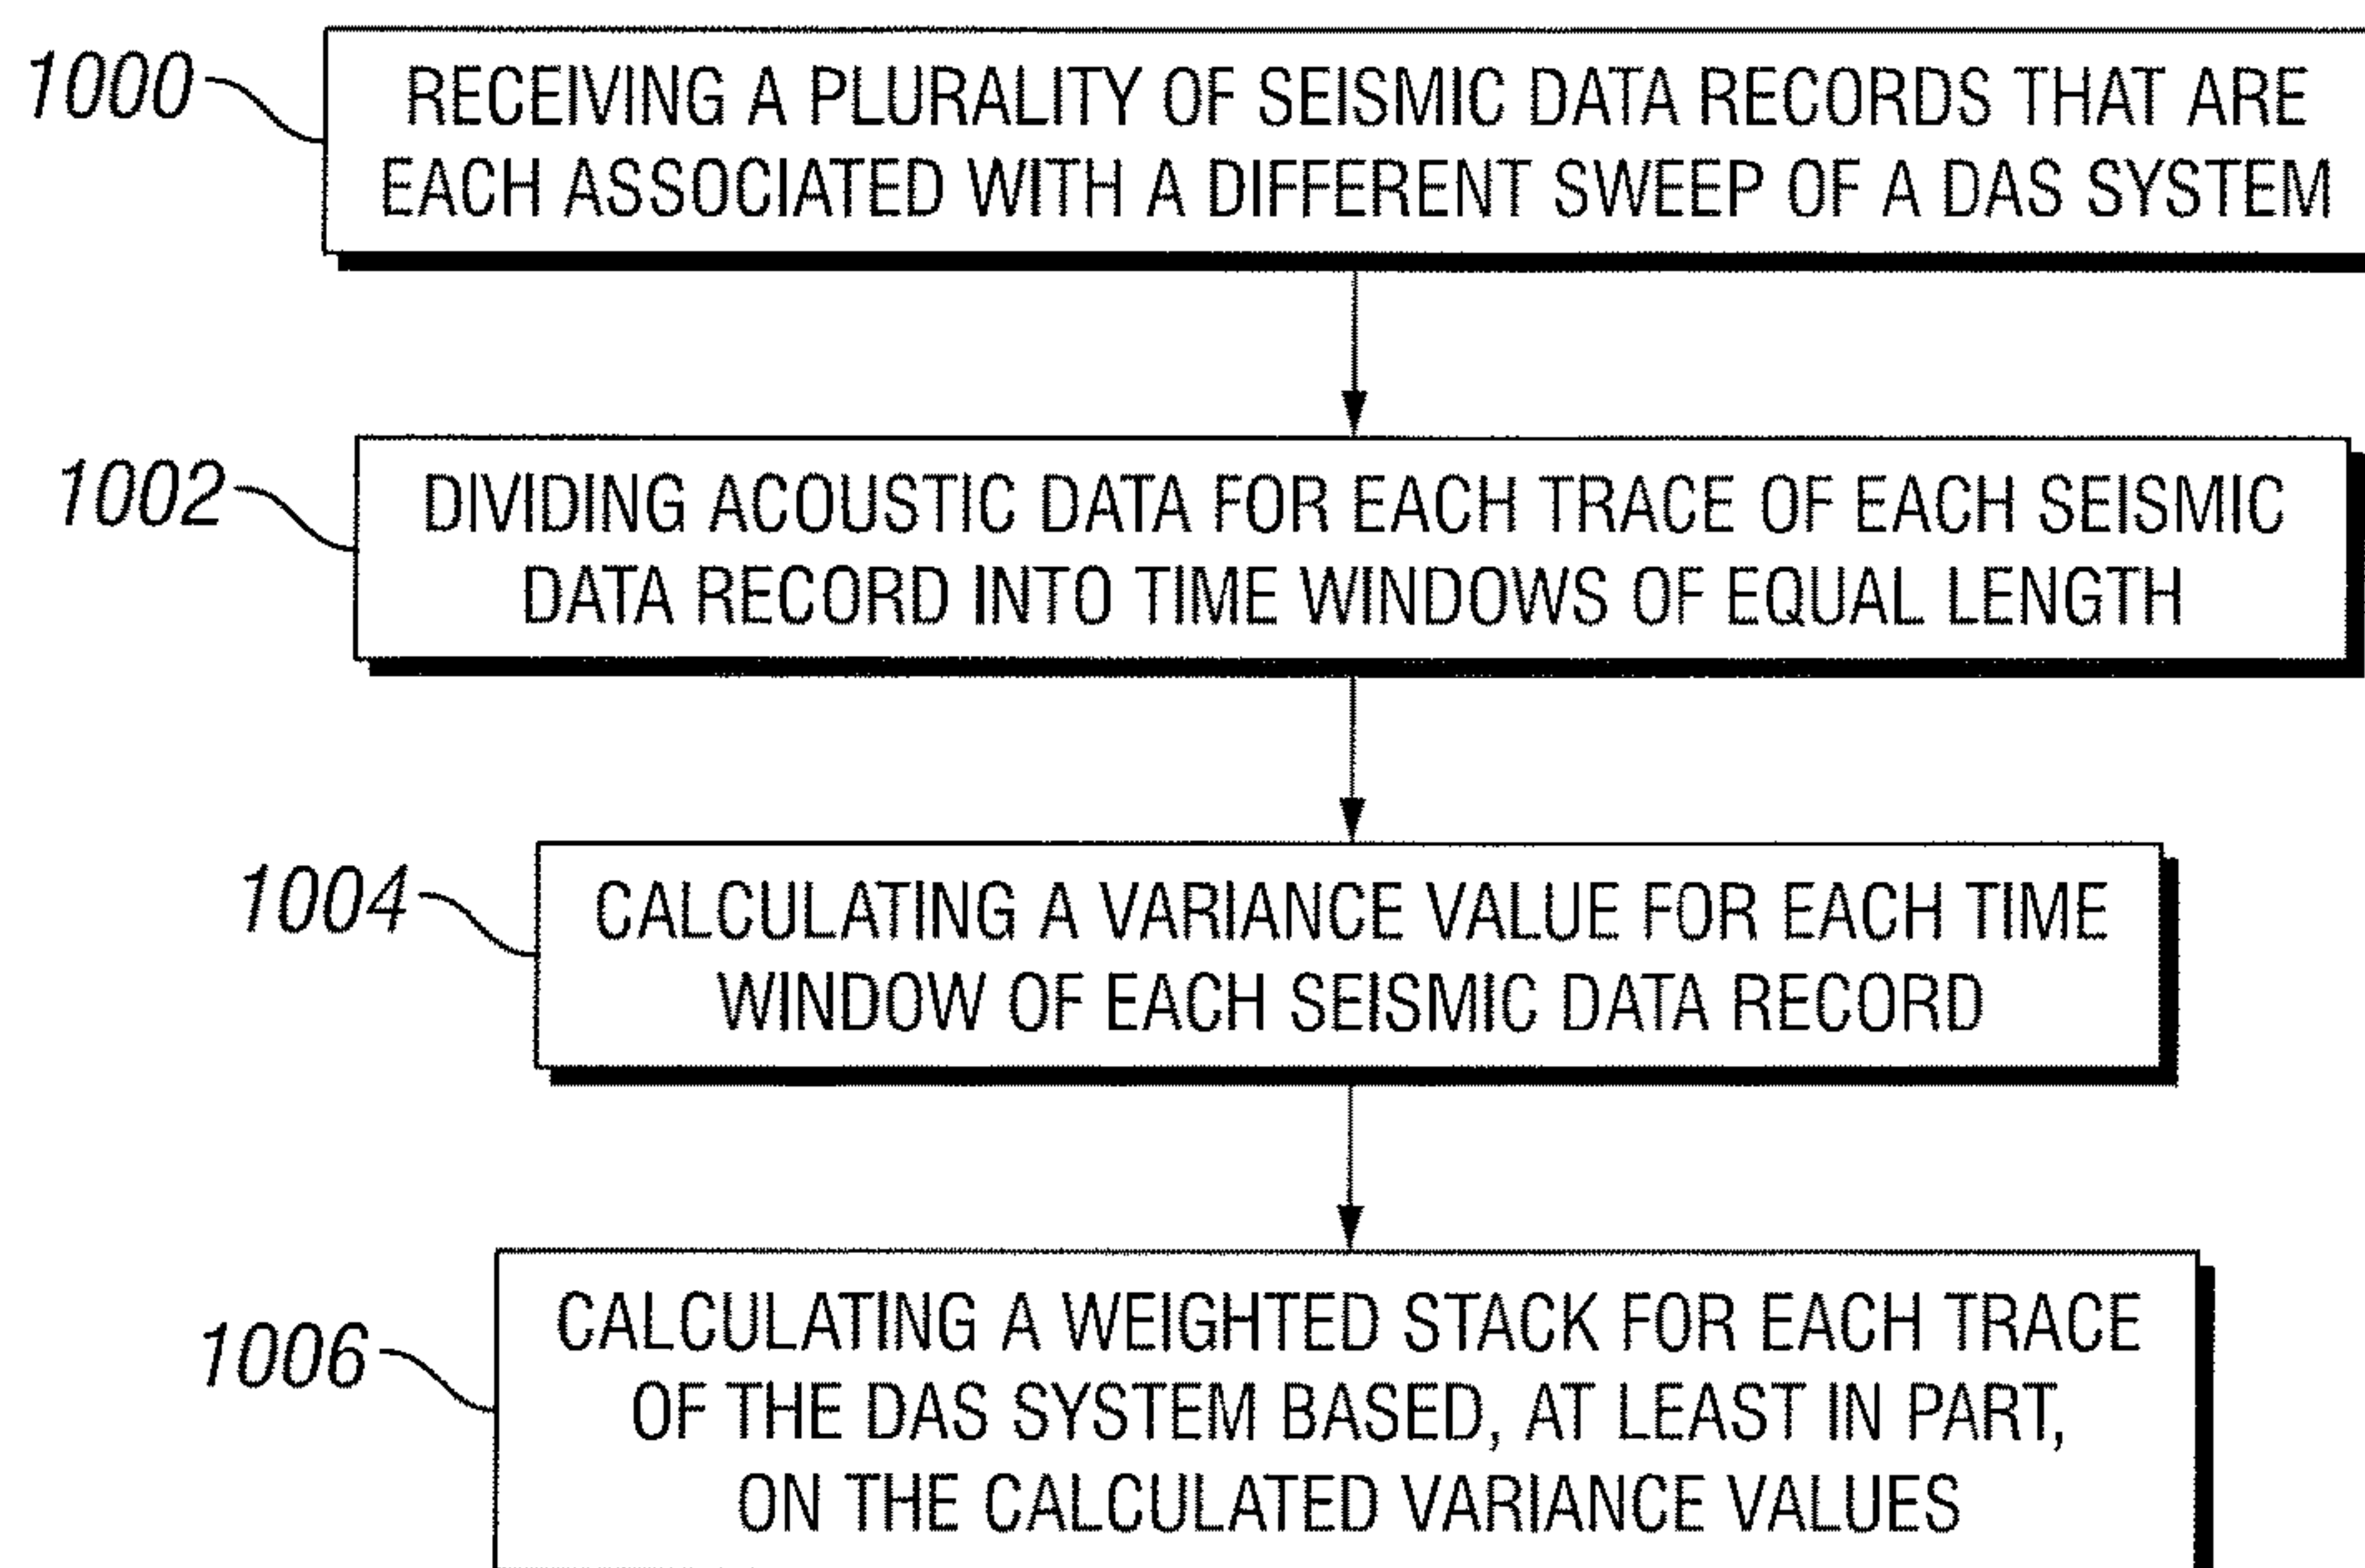 1000
RECEIVING A PLURALITY OF SEISMIC DATA RECORDS THAT ARE
EACH ASSOCIATED WITH A DIFFERENT SWEEP OF A DAS SYSTEM
1002
DIVIDING ACOUSTIC DATA FOR EACH TRACE OF EACH SEISMIC
DATA RECORD INTO TIME WINDOWS OF EQUAL LENGTH
1004
CALCULATING A VARIANCE VALUE FOR EACH TIME
WINDOW OF EACH SEISMIC DATA RECORD
1006
CALCULATING A WEIGHTED STACK FOR EACH TRACE
OF THE DAS SYSTEM BASED, AT LEAST IN PART,
ON THE CALCULATED VARIANCE VALUES